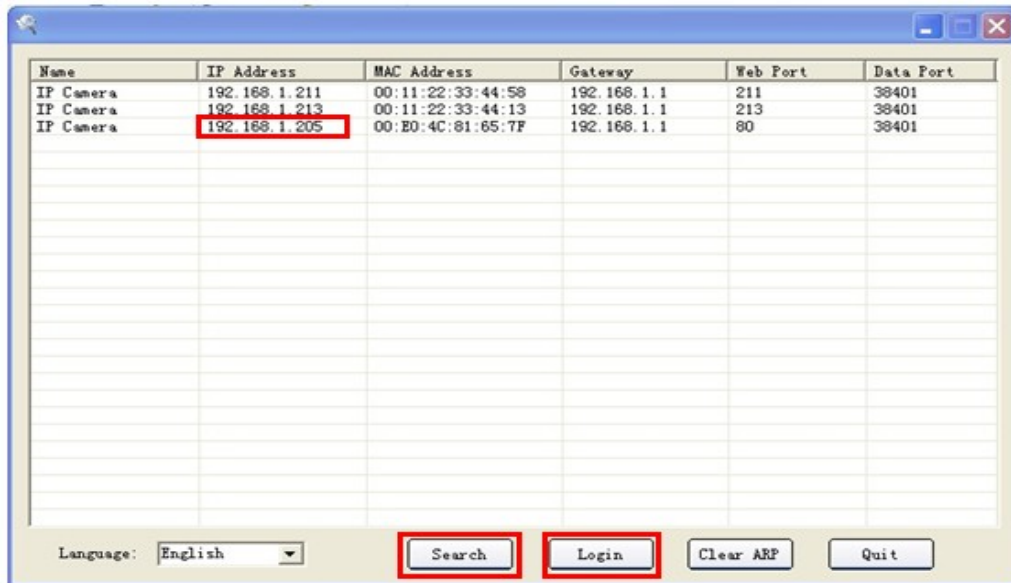 Name IP Address MAC Address Gateway Web Port Data Port
IP Camera 192.168.1.211 00:11:22:33:44:58 192.168.1.1 211 38401
IP Camera 192.168.1.213 00:11:22:33:44:13 192.168.1.1 213 38401
IP Camera 192.168.1.205 00:E0:4C:81:65:7F 192.168.1.1 80 38401
Language: English Search Login Clear ARP Quit